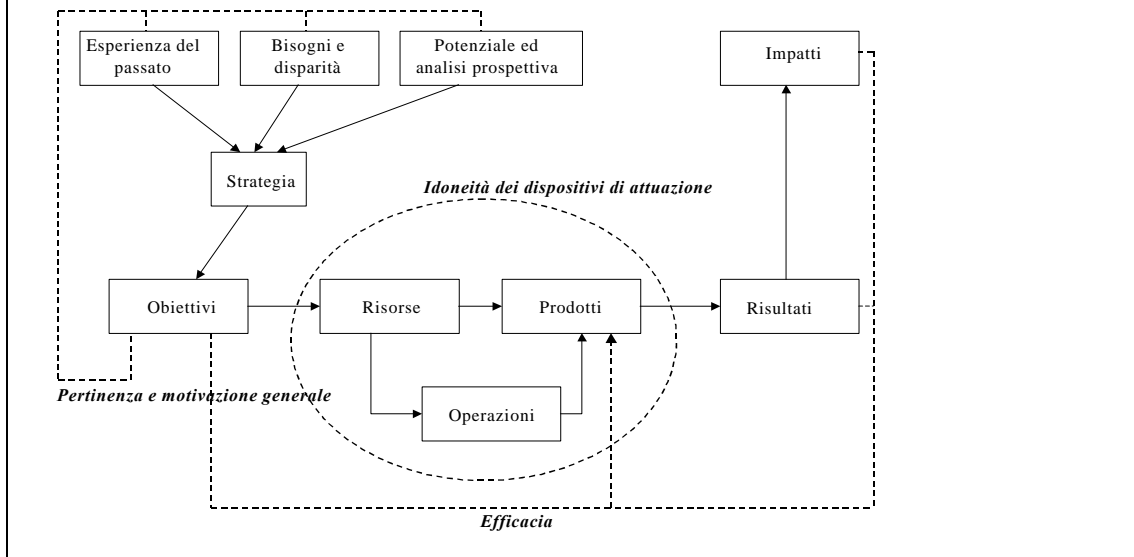 Esperienza del
passato
Bisogni e
disparità
Potenziale ed
analisi prospettiva
Impatti
Strategia
Idoneità dei dispositivi di attuazione
Obiettivi
Risorse
Prodotti
Risultati
Pertinenza e motivazione generale
Operazioni
Efficacia